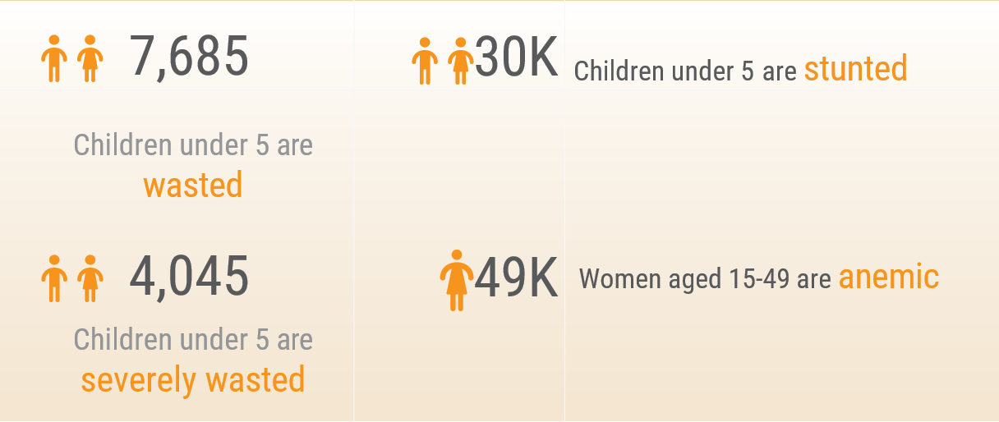 7,685
Children under 5 are
wasted
30K Children under 5 are stunted
4,045
Children under 5 are
severely wasted
49K Women aged 15-49 are anemic